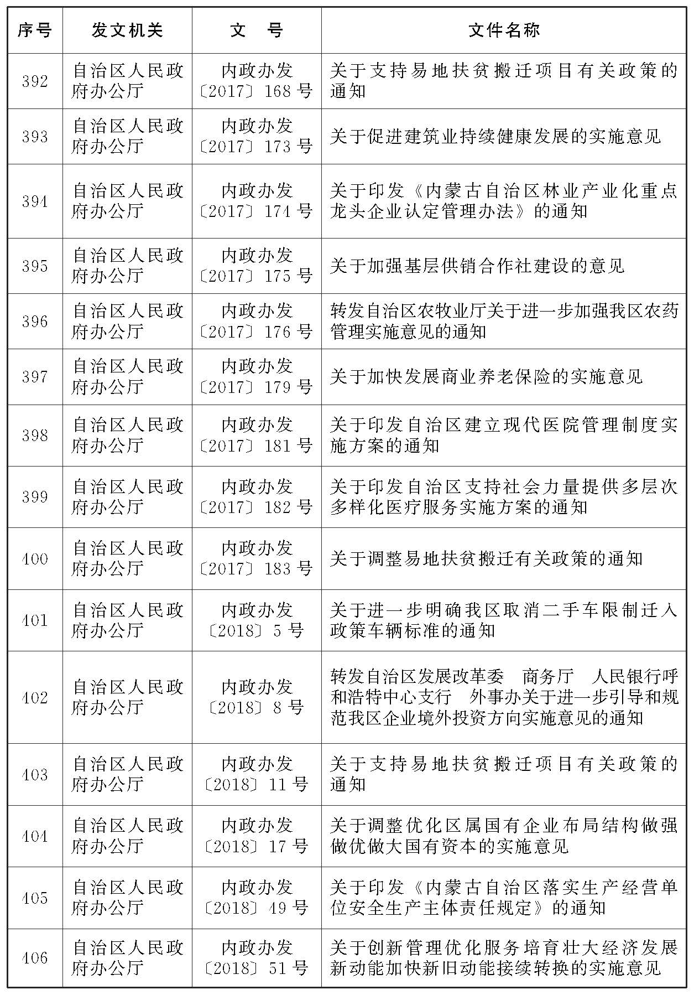 序号 发文机关 文 号 文件名称
392 自治区人民政 内政办发 关于支持易地扶贫搬迁项目有关政策的
府办公厅 〔2017〕168号 通知
393 自治区人民政 内政办发 关于促进建筑业持续健康发展的实施意见
府办公厅 〔2017〕173号
394 自治区人民政 内政办发 关于印发《内蒙古自治区林业产业化重点
府办公厅 〔2017〕174号 龙头企业认定管理办法》的通知
395 自治区人民政 内政办发 关于加强基层供销合作社建设的意见
府办公厅 〔2017〕175号
396 自治区人民政 内政办发 转发自治区农牧业厅关于进一步加强我区农药
府办公厅 〔2017〕176号 管理实施意见的通知
397 自治区人民政 内政办发 关于加快发展商业养老保险的实施意见
府办公厅 〔2017〕179号
398 自治区人民政 内政办发 关于印发自治区建立现代医院管理制度实
府办公厅 〔2017〕181号 施方案的通知
399 自治区人民政 内政办发 关于印发自治区支持社会力量提供多层次
府办公厅 〔2017〕182号 多样化医疗服务实施方案的通知
400 自治区人民政 内政办发 关于调整易地扶贫搬迁有关政策的通知
府办公厅 〔2017〕183号
401 自治区人民政 内政办发 关于进一步明确我区取消二手车限制迁入
府办公厅 〔2018〕5号 政策车辆标准的通知
402 自治区人民政 内政办发 转发自治区发展改革委 商务厅 人民银行呼
府办公厅 〔2018〕8号 和浩特中心支行 外事办关于进一步引导和规
范我区企业境外投资方向实施意见的通知
403 自治区人民政 内政办发 关于支持易地扶贫搬迁项目有关政策的
府办公厅 〔2018〕11号 通知
404 自治区人民政 内政办发 关于调整优化区属国有企业布局结构做强
府办公厅 〔2018〕17号 做优做大国有资本的实施意见
405 自治区人民政 内政办发 关于印发《内蒙古自治区落实生产经营单
府办公厅 〔2018〕49号 位安全生产主体责任规定》的通知
406 自治区人民政 内政办发 关于创新管理优化服务培育壮大经济发展
府办公厅 〔2018〕51号 新动能加快新旧动能接续转换的实施意见